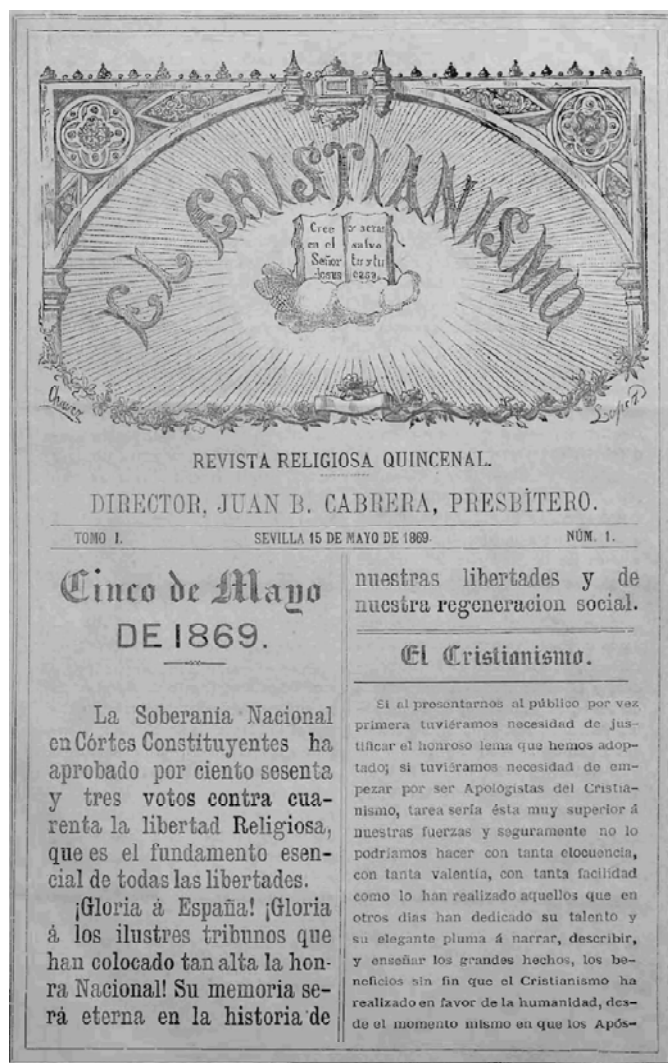 EL CRISTIANISMO
Cree
en el
Señor
Jesus
y serás
salvo
tu y tu
casa.
Chavez
Lopez
REVISTA RELIGIOSA QUINCENAL.
DIRECTOR, JUAN B. CABRERA, PRESBÍTERO.
TOMO I. SEVILLA 15 DE MAYO DE 1869. NÚM. 1.
Cinco de Mayo
DE 1869.
La Soberanía Nacional
en Córtes Constituyentes ha
aprobado por ciento sesenta
y tres votos contra cua-
renta la libertad Religiosa,
que es el fundamento esen-
cial de todas las libertades.
¡Gloria á España! ¡Gloria
á los ilustres tribunos que
han colocado tan alta la hon-
ra Nacional! Su memoria se-
rá eterna en la historia de
nuestras libertades y de
nuestra regeneracion social.
El Cristianismo.
Si al presentarnos al público por vez
primera tuviéramos necesidad de jus-
tificar el honroso lema que hemos adop-
tado; si tuviéramos necesidad de em-
pezar por ser Apologistas del Cristia-
nismo, tarea sería ésta muy superior á
nuestras fuerzas y seguramente no lo
podríamos hacer con tanta elocuencia,
con tanta valentía, con tanta facilidad
como lo han realizado aquellos que en
otros dias han dedicado su talento y
su elegante pluma á narrar, describir,
y enseñar los grandes hechos, los be-
neficios sin fin que el Cristianismo ha
realizado en favor de la humanidad, des-
de el momento mismo en que los Após-